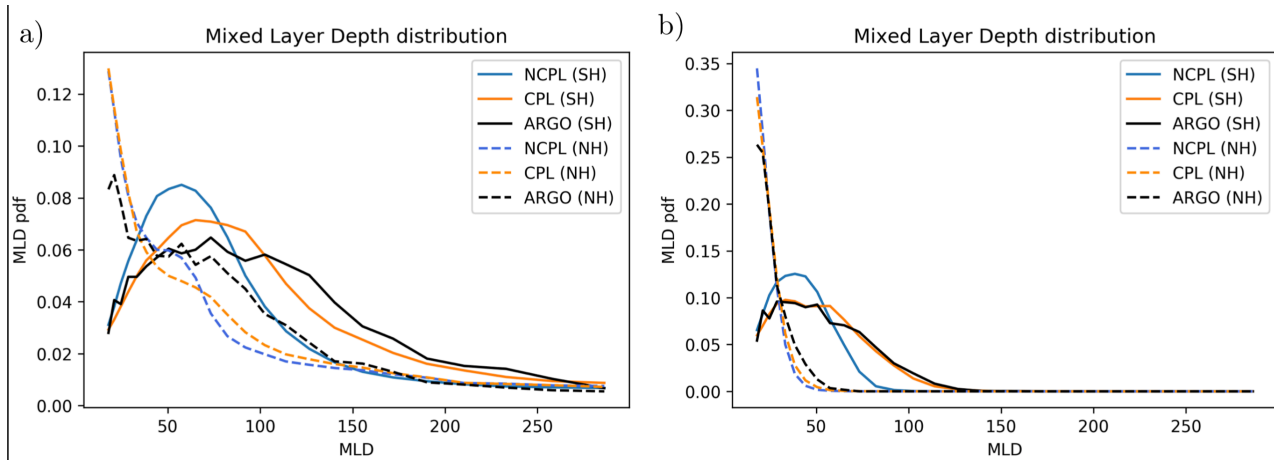 a)
Mixed Layer Depth distribution
MLD pdf
0.12
0.10
0.08
0.06
0.04
0.02
0.00
NCPL (SH)
CPL (SH)
ARGO (SH)
NCPL (NH)
CPL (NH)
ARGO (NH)
50 100 150 200 250
MLD
b)
Mixed Layer Depth distribution
MLD pdf
0.35
0.30
0.25
0.20
0.15
0.10
0.05
0.00
NCPL (SH)
CPL (SH)
ARGO (SH)
NCPL (NH)
CPL (NH)
ARGO (NH)
50 100 150 200 250
MLD